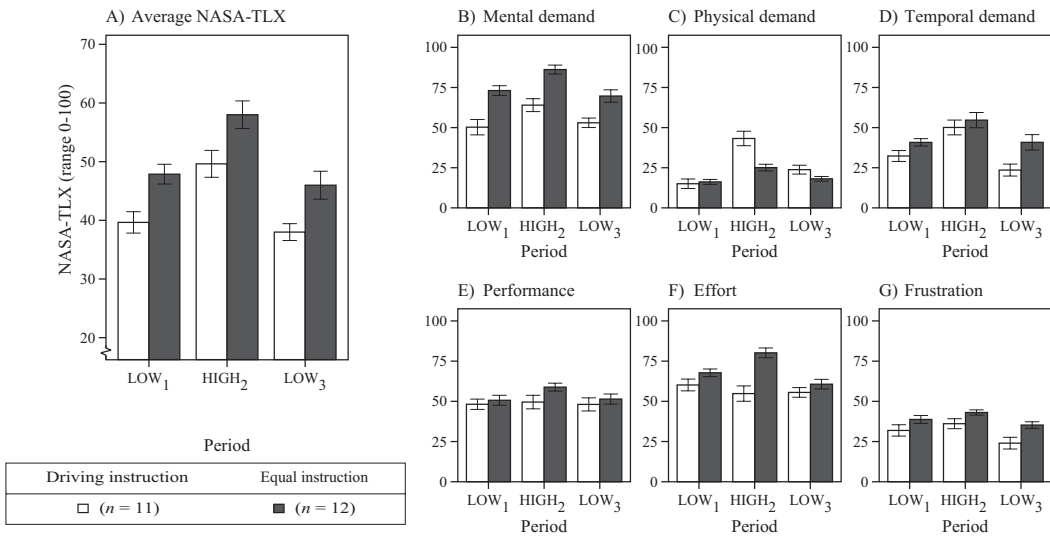 A) Average NASA-TLX
NASA-TLX (range 0-100)
70
60
50
40
30
20
LOW1
HIGH2
LOW3
Period
Driving instruction
Equal instruction
(n = 11)
(n = 12)
B) Mental demand
100
75
50
25
0
LOW1
HIGH2
LOW3
Period
C) Physical demand
100
75
50
25
0
LOW1
HIGH2
LOW3
Period
D) Temporal demand
100
75
50
25
0
LOW1
HIGH2
LOW3
Period
E) Performance
100
75
50
25
0
LOW1
HIGH2
LOW3
Period
F) Effort
100
75
50
25
0
LOW1
HIGH2
LOW3
Period
G) Frustration
100
75
50
25
0
LOW1
HIGH2
LOW3
Period